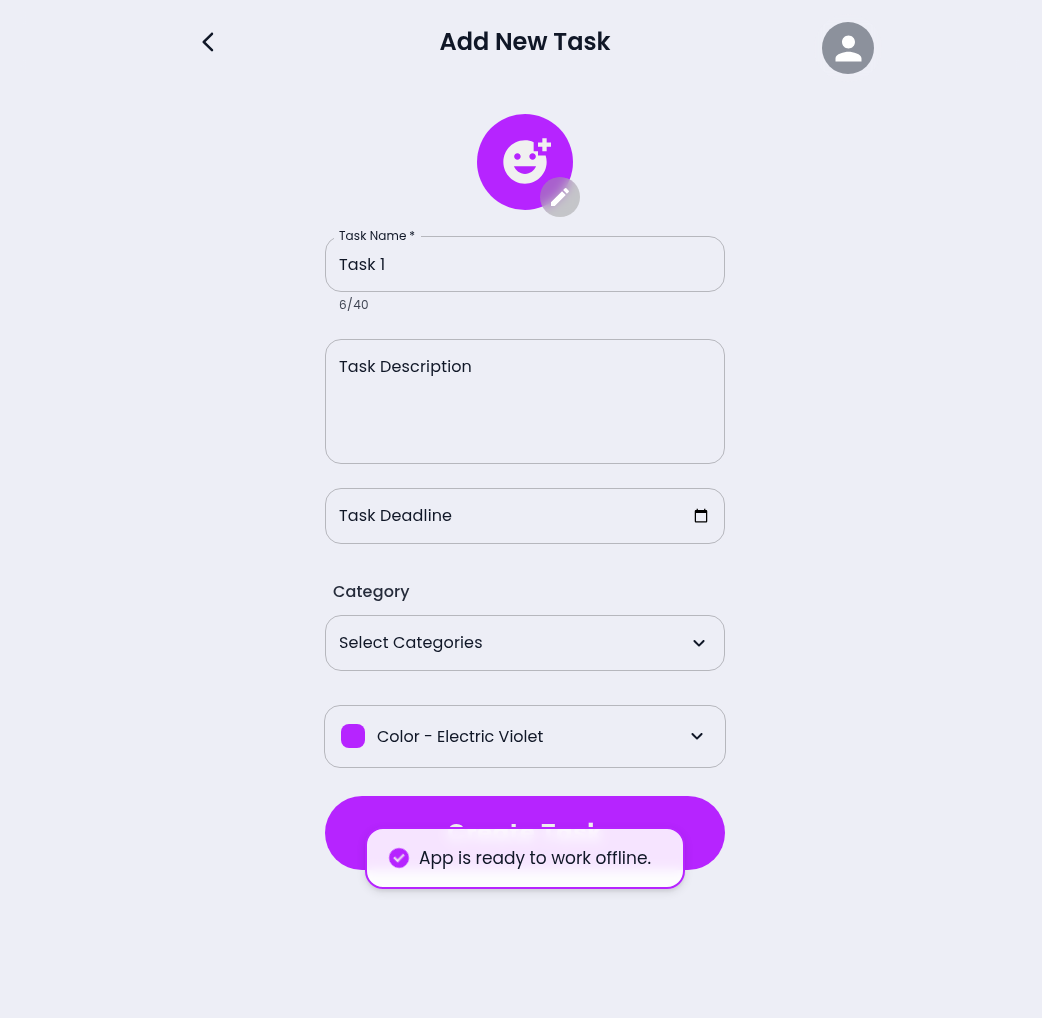 Add New Task
Task Name *
Task 1
6/40
Task Description
Task Deadline
Category
Select Categories
Color - Electric Violet
App is ready to work offline.